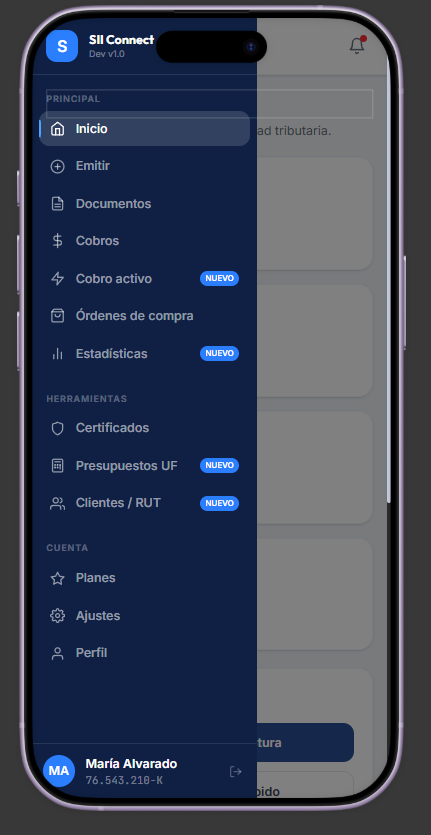 S
SII Connect
Dev v1.0
PRINCIPAL
Inicio
ad tributaria.
Emitir
Documentos
Cobros
Cobro activo NUEVO
Órdenes de compra
Estadísticas NUEVO
HERRAMIENTAS
Certificados
Presupuestos UF NUEVO
Clientes / RUT NUEVO
CUENTA
Planes
Ajustes
Perfil
tura
MA
María Alvarado
76.543.210-K
bido